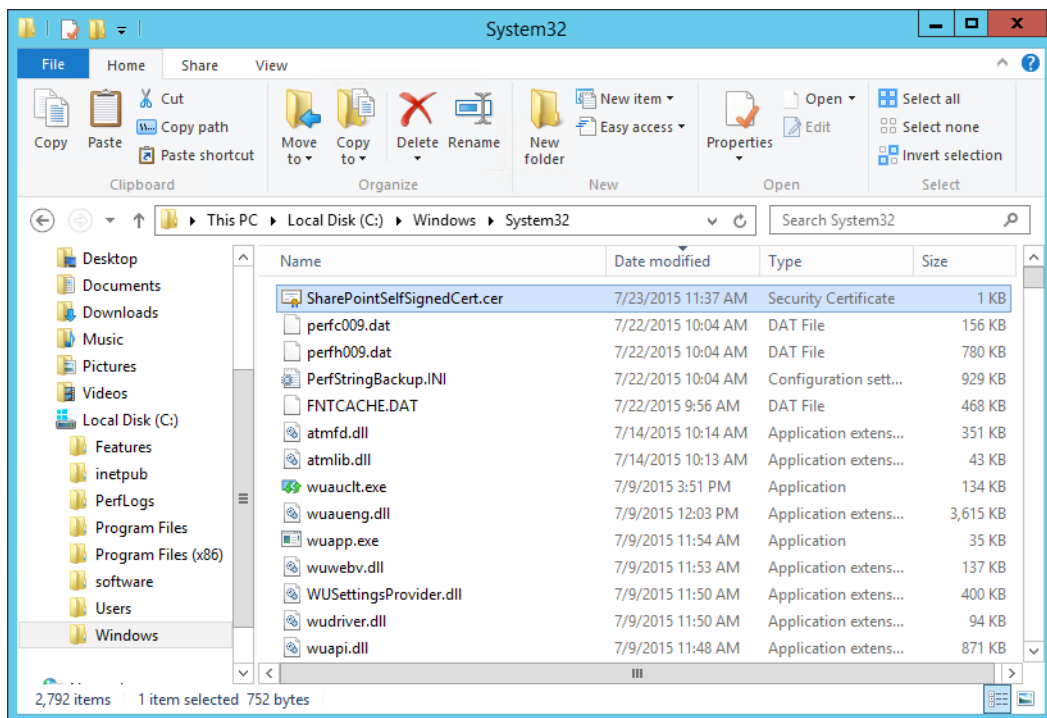 System32
File Home Share View
Copy
Paste
Cut
Copy path
Paste shortcut
Clipboard
Move to
Copy to
Delete
Rename
Organize
New folder
New item
Easy access
New
Properties
Open
Edit
Open
Select all
Select none
Invert selection
Select
This PC Local Disk (C:) Windows System32
Search System32
Desktop
Documents
Downloads
Music
Pictures
Videos
Local Disk (C:)
Features
inetpub
PerfLogs
Program Files
Program Files (x86)
software
Users
Windows
Name Date modified Type Size
SharePointSelfSignedCert.cer 7/23/2015 11:37 AM Security Certificate 1 KB
perfc009.dat 7/22/2015 10:04 AM DAT File 156 KB
perfh009.dat 7/22/2015 10:04 AM DAT File 780 KB
PerfStringBackup.INI 7/22/2015 10:04 AM Configuration sett... 929 KB
FNTCACHE.DAT 7/22/2015 9:56 AM DAT File 468 KB
atmfd.dll 7/14/2015 10:14 AM Application extens... 351 KB
atmlib.dll 7/14/2015 10:13 AM Application extens... 43 KB
wuauclt.exe 7/9/2015 3:51 PM Application 134 KB
wuaueng.dll 7/9/2015 12:03 PM Application extens... 3,615 KB
wuapp.exe 7/9/2015 11:54 AM Application 35 KB
wuwebv.dll 7/9/2015 11:53 AM Application extens... 137 KB
WUSettingsProvider.dll 7/9/2015 11:50 AM Application extens... 400 KB
wudriver.dll 7/9/2015 11:50 AM Application extens... 94 KB
wuapi.dll 7/9/2015 11:48 AM Application extens... 871 KB
2,792 items 1 item selected 752 bytes